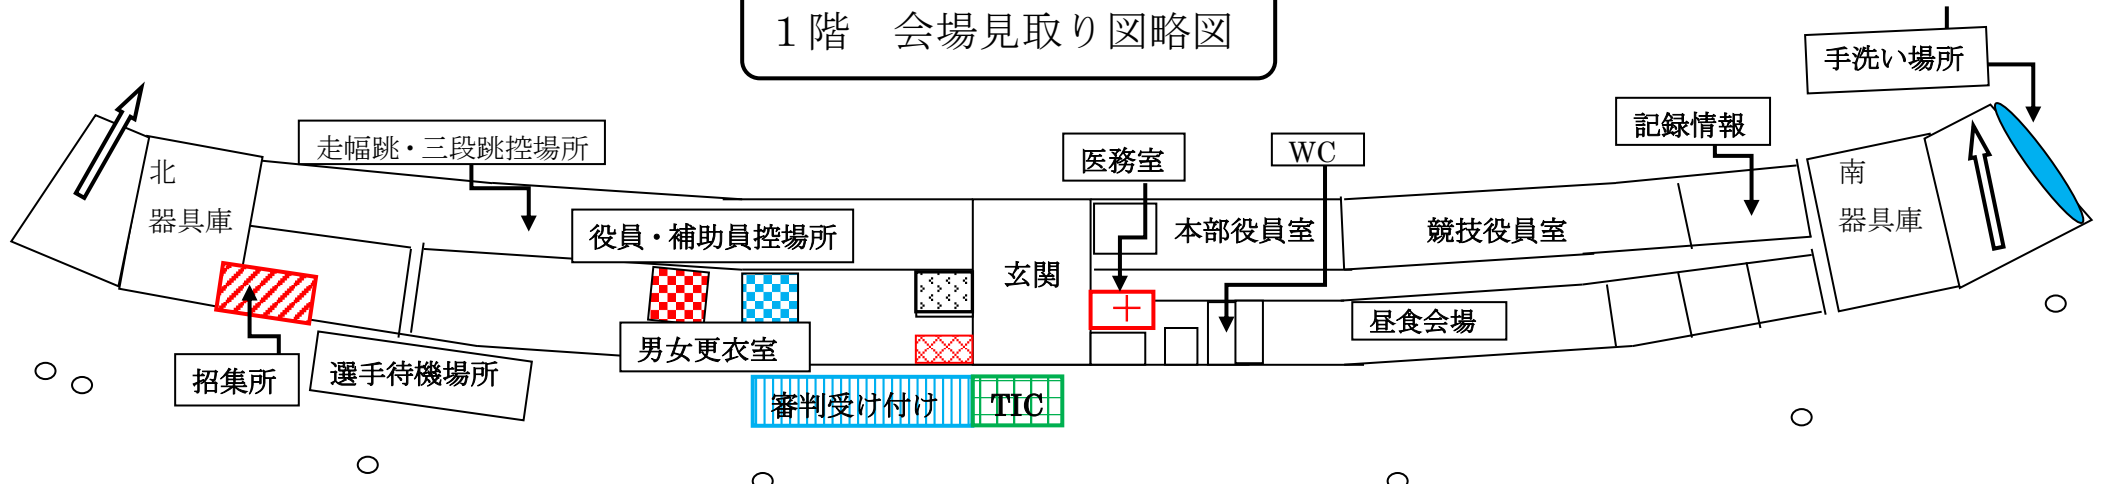 1階　会場見取り図略図
手洗い場所
走幅跳・三段跳控場所
医務室
WC
記録情報
北
器具庫
役員・補助員控場所
本部役員室
競技役員室
南
器具庫
玄関
男女更衣室
昼食会場
招集所
選手待機場所
審判受け付け
TIC